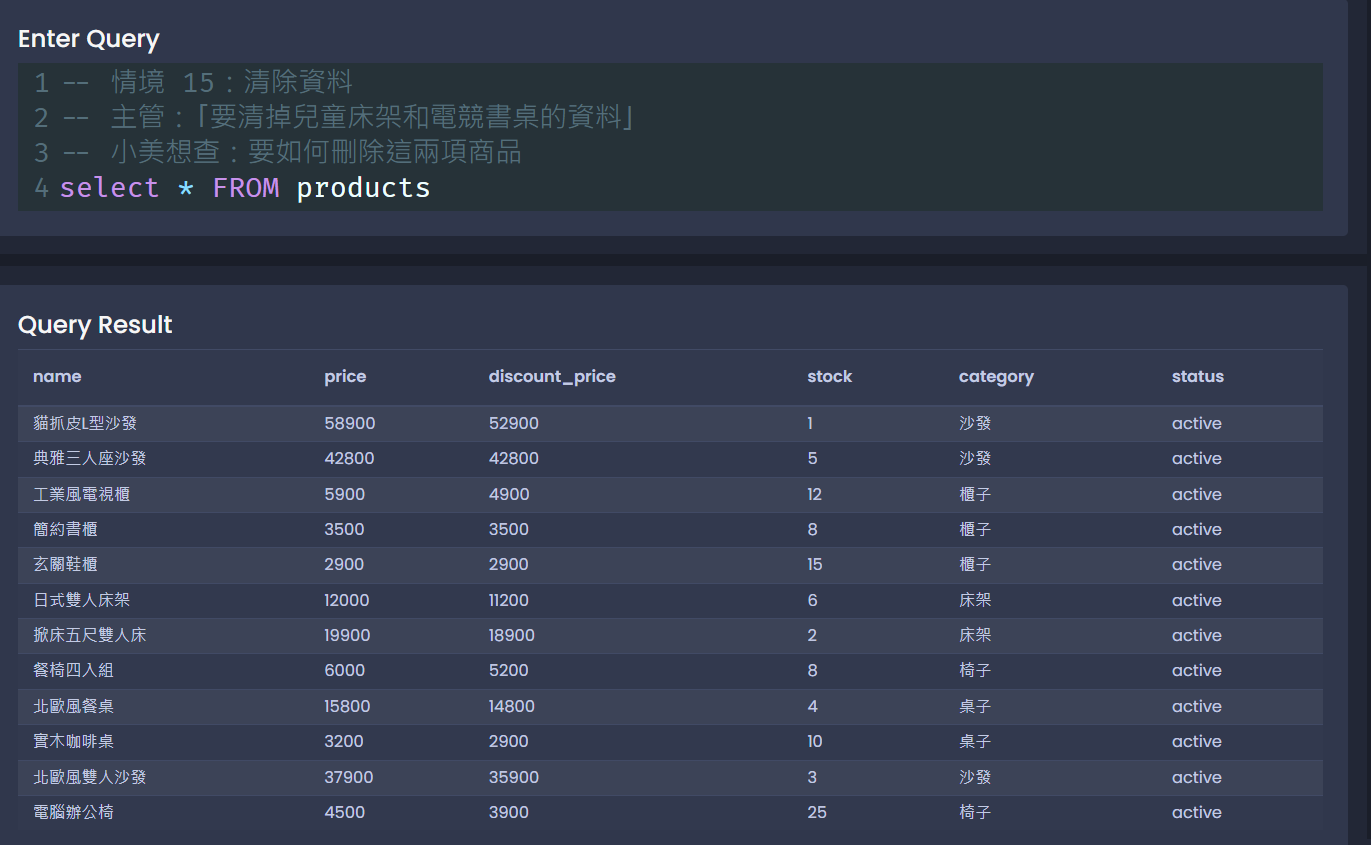 Enter Query
1 -- 情境 15：清除資料
2 -- 主管：「要清掉兒童床架和電競書桌的資料」
3 -- 小美想查：要如何刪除這兩項商品
4 select * FROM products
Query Result
name price discount_price stock category status
貓抓皮L型沙發 58900 52900 1 沙發 active
典雅三人座沙發 42800 42800 5 沙發 active
工業風電視櫃 5900 4900 12 櫃子 active
簡約書櫃 3500 3500 8 櫃子 active
玄關鞋櫃 2900 2900 15 櫃子 active
日式雙人床架 12000 11200 6 床架 active
掀床五尺雙人床 19900 18900 2 床架 active
餐椅四入組 6000 5200 8 椅子 active
北歐風餐桌 15800 14800 4 桌子 active
實木咖啡桌 3200 2900 10 桌子 active
北歐風雙人沙發 37900 35900 3 沙發 active
電腦辦公椅 4500 3900 25 椅子 active